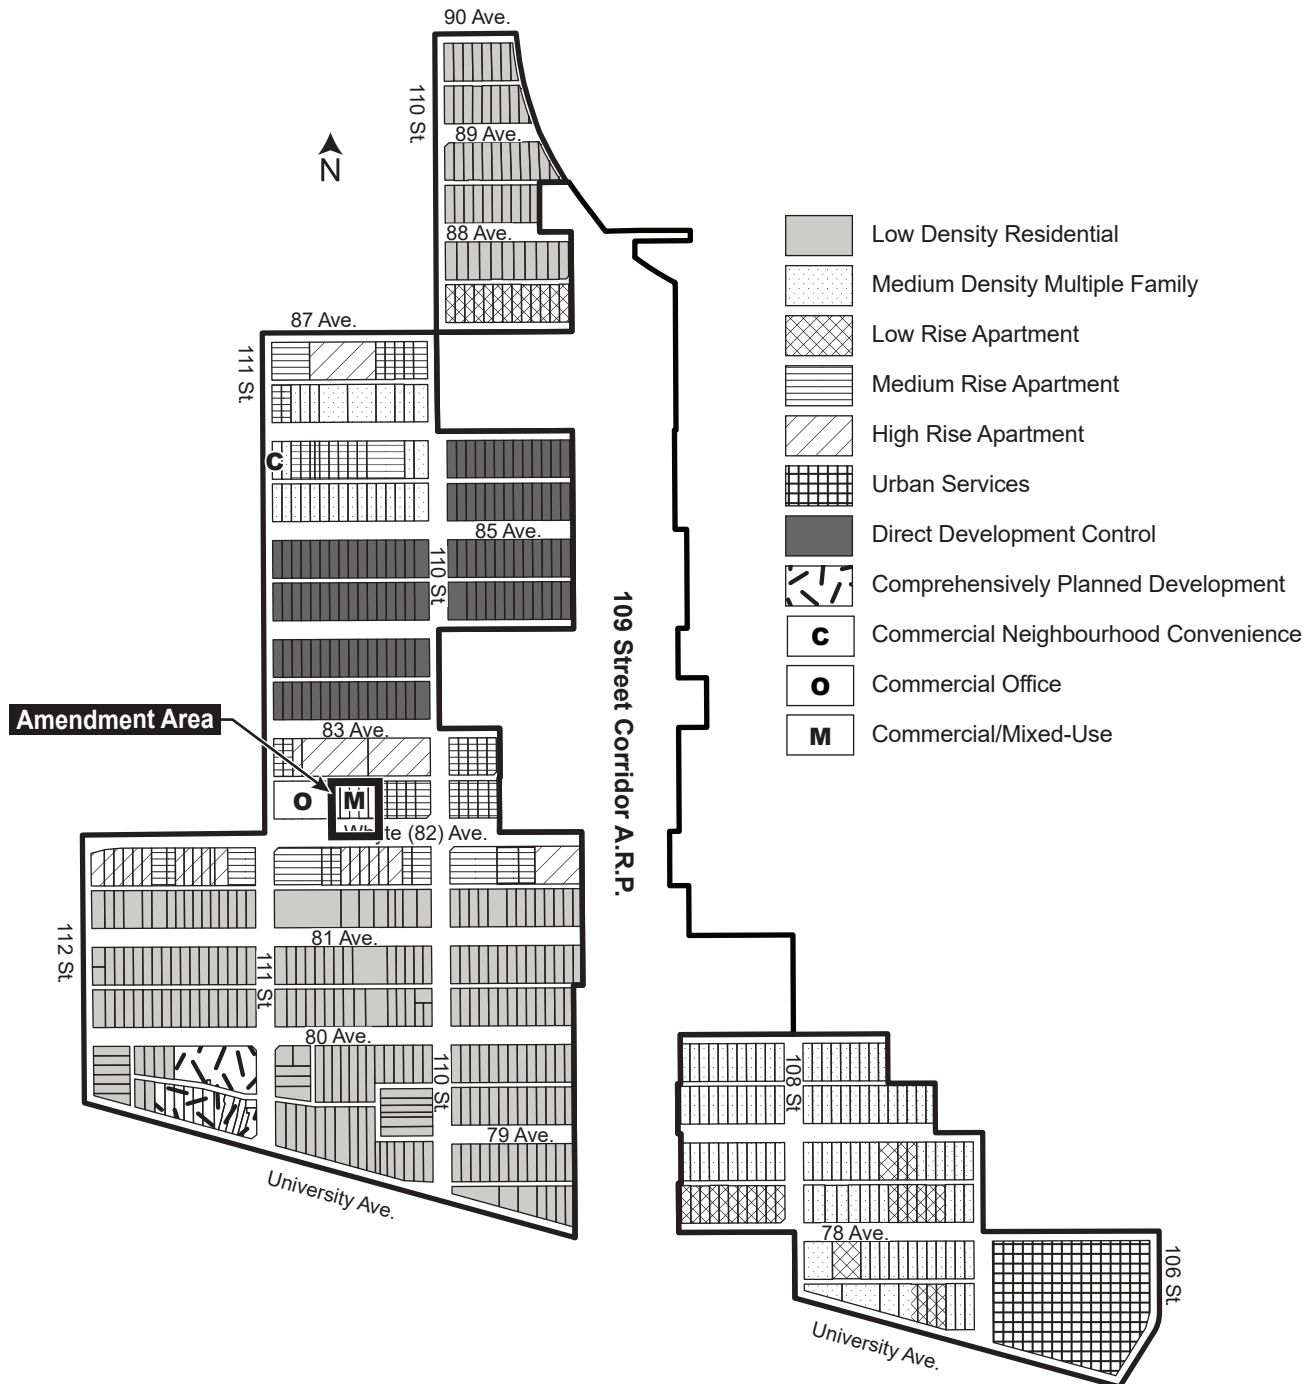 90 Ave.
110 St.
N
89 Ave.
88 Ave.
87 Ave.
111 St.
C
85 Ave.
110 St.
109 Street Corridor A.R.P.
Amendment Area
83 Ave.
O
M
Whyte (82) Ave.
112 St.
81 Ave.
111 St.
80 Ave.
110 St.
79 Ave.
University Ave.
108 St
78 Ave.
106 St.
University Ave.
Low Density Residential
Medium Density Multiple Family
Low Rise Apartment
Medium Rise Apartment
High Rise Apartment
Urban Services
Direct Development Control
Comprehensively Planned Development
C Commercial Neighbourhood Convenience
O Commercial Office
M Commercial/Mixed-Use